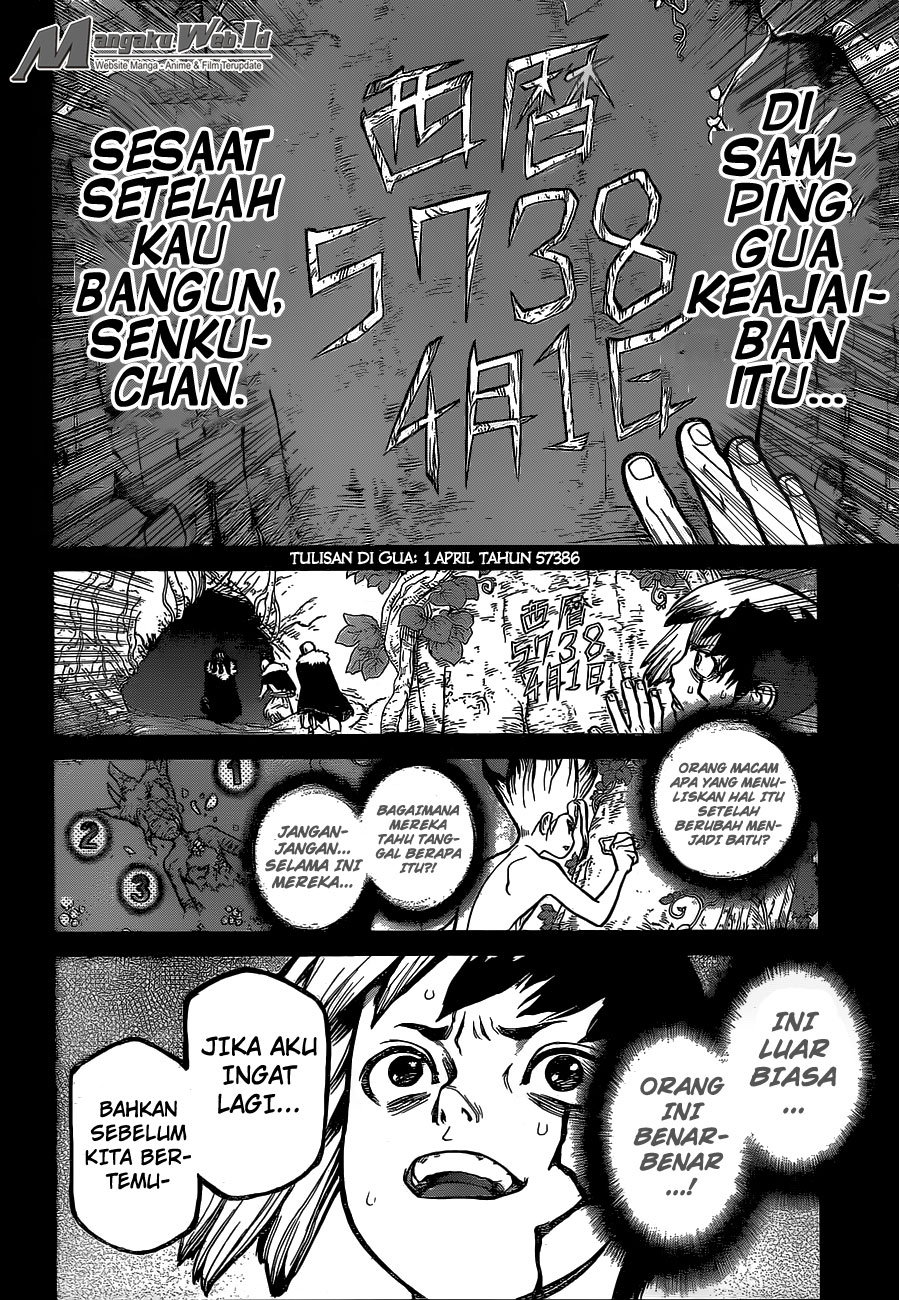 Mangaku Web.Id
Website Manga - Anime & Film Terupdate
DI
SAM-
PING
GUA
KEAJAI-
BAN
ITU...
西暦
5738
4月1日
SESAAT
SETELAH
KAU
BANGUN,
SENKU-
CHAN.
TULISAN DI GUA: 1 APRIL TAHUN 57386
西暦
5738
4月1日
ORANG MACAM
APA YANG MENU-
LISKAN HAL ITU
SETELAH
BERUBAH MEN-
JADI BATU?
BAGAIMANA
MEREKA
TAHU TANG-
GAL BERAPA
ITU?!
JANGAN-
JANGAN...
SELAMA INI
MEREKA...
1
2
3
INI
LUAR
BIASA
...
ORANG
INI
BENAR-
BENAR
...!
JIKA AKU
INGAT
LAGI...
BAHKAN
SEBELUM
KITA BER-
TEMU-